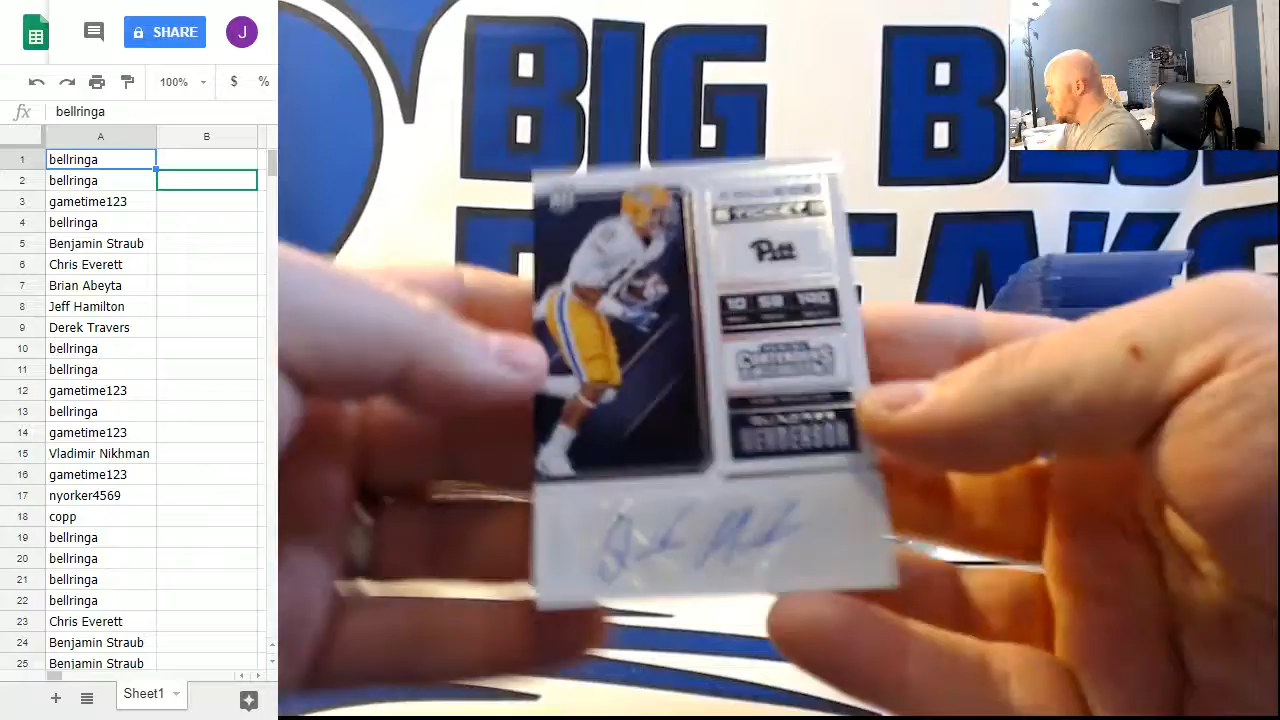 SHARE
J
100%
$
%
fx
bellringa
A
B
1 bellringa
2 bellringa
3 gametime123
4 bellringa
5 Benjamin Straub
6 Chris Everett
7 Brian Abeyta
8 Jeff Hamilton
9 Derek Travers
10 bellringa
11 bellringa
12 gametime123
13 bellringa
14 gametime123
15 Vladimir Nikhman
16 gametime123
17 nyorker4569
18 copp
19 bellringa
20 bellringa
21 bellringa
22 bellringa
23 Chris Everett
24 Benjamin Straub
25 Benjamin Straub
Sheet1
BIG
TICKET
Pitt
10
CONTENDERS
HENDERSON